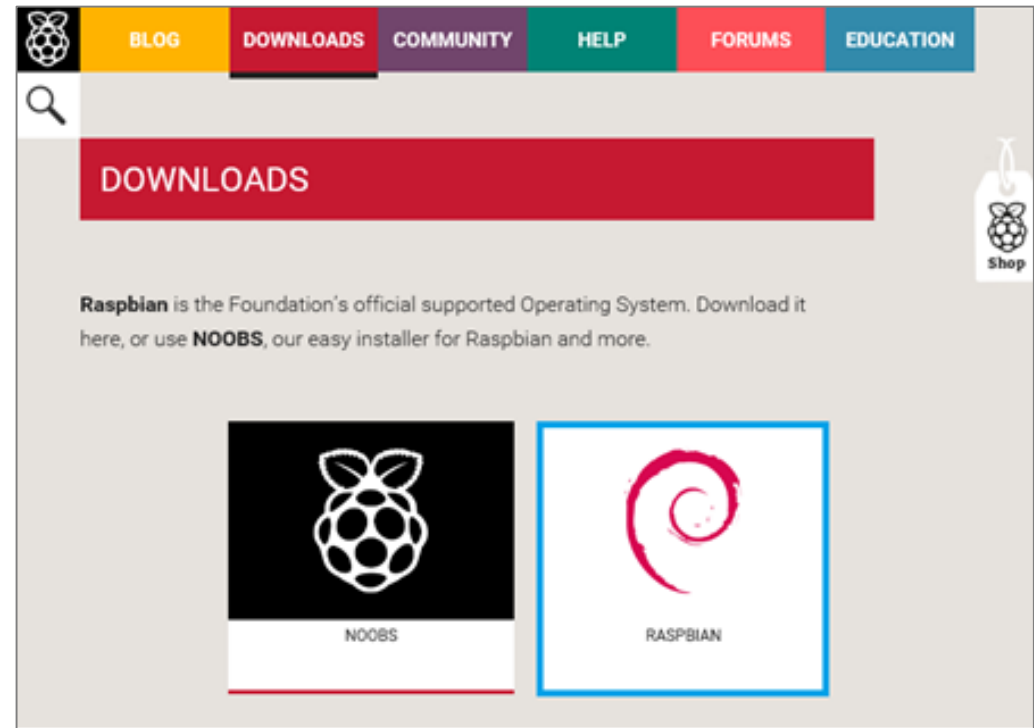 BLOG DOWNLOADS COMMUNITY HELP FORUMS EDUCATION
DOWNLOADS
Shop
Raspbian is the Foundation's official supported Operating System. Download it
here, or use NOOBS, our easy installer for Raspbian and more.
NOOBS RASPBIAN